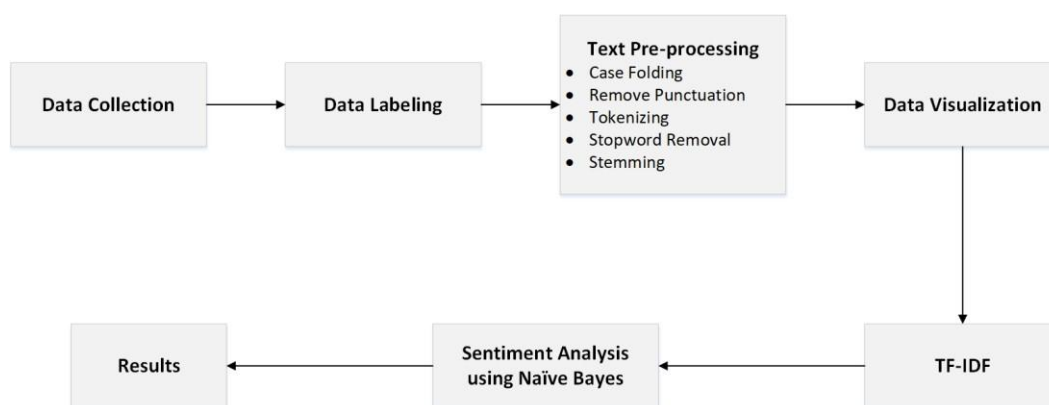 Data Collection
Data Labeling
Text Pre-processing
• Case Folding
• Remove Punctuation
• Tokenizing
• Stopword Removal
• Stemming
Data Visualization
TF-IDF
Sentiment Analysis
using Naïve Bayes
Results